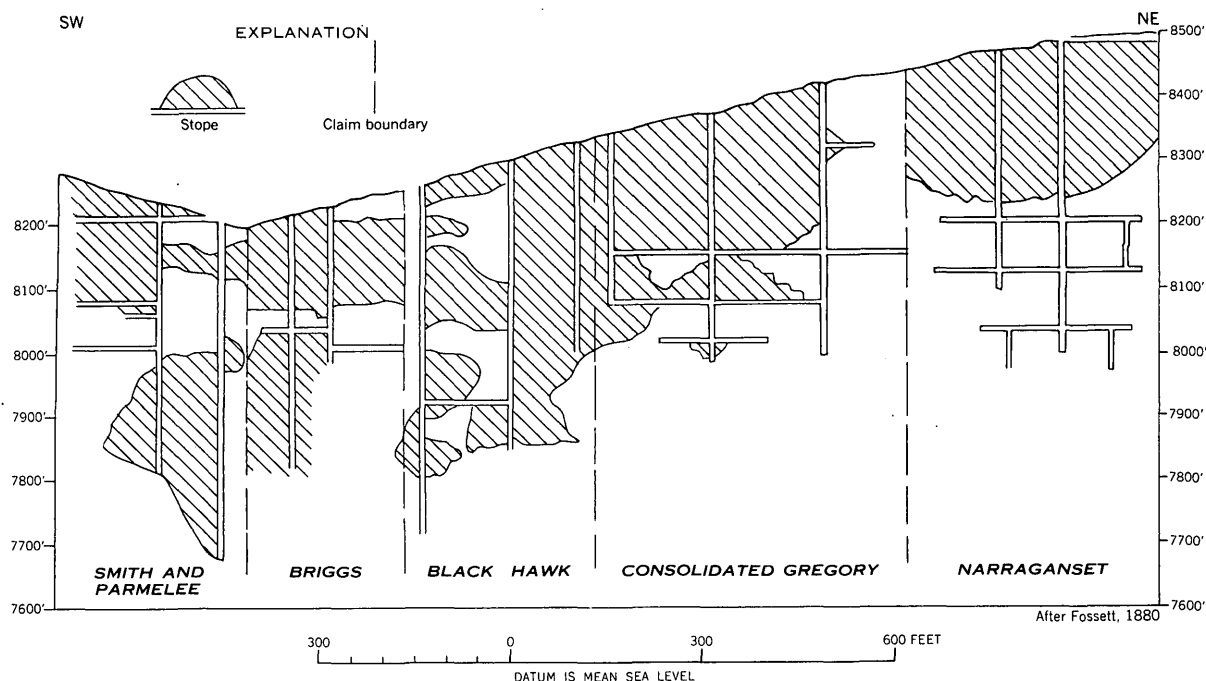 SW
NE
EXPLANATION
Stope
Claim boundary
8500'
8400'
8300'
8200'
8100'
8000'
7900'
7800'
7700'
7600'
8200'
8100'
8000'
7900'
7800'
7700'
7600'
SMITH AND
PARMELEE
BRIGGS
BLACK HAWK
CONSOLIDATED GREGORY
NARRAGANSET
After Fossett, 1880
300 0 300 600 FEET
DATUM IS MEAN SEA LEVEL